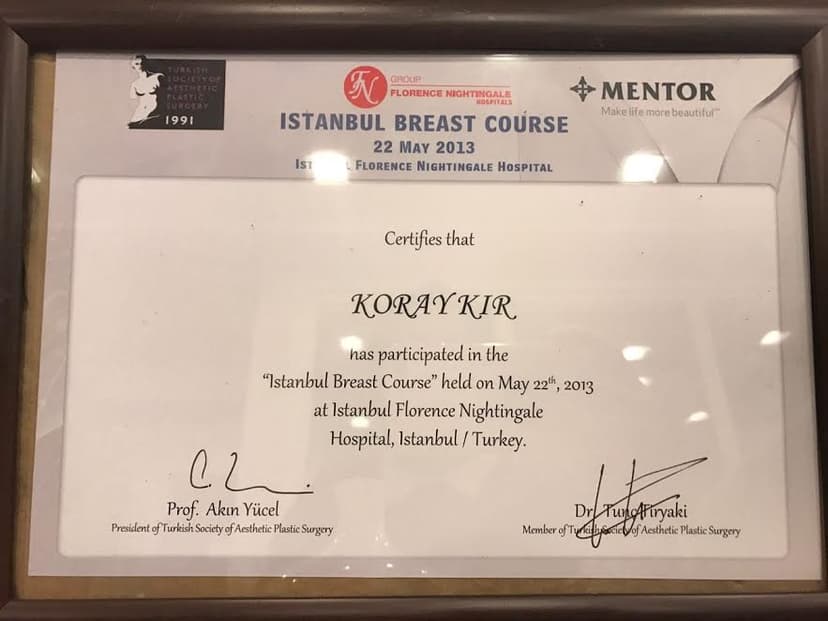 TURKISH
SOCIETY OF
AESTHETIC
PLASTIC
SURGERY
1991
FN
GROUP
FLORENCE NIGHTINGALE
HOSPITALS
MENTOR
Make life more beautiful™
ISTANBUL BREAST COURSE
22 MAY 2013
FLORENCE NIGHTINGALE HOSPITAL
Certifies that
KORAY KIR
has participated in the
“Istanbul Breast Course” held on May 22th, 2013
at Istanbul Florence Nightingale
Hospital, Istanbul / Turkey.
Prof. Akın Yücel
President of Turkish Society of Aesthetic Plastic Surgery
Dr. Tunç Tiryaki
Member of Turkish Society of Aesthetic Plastic Surgery